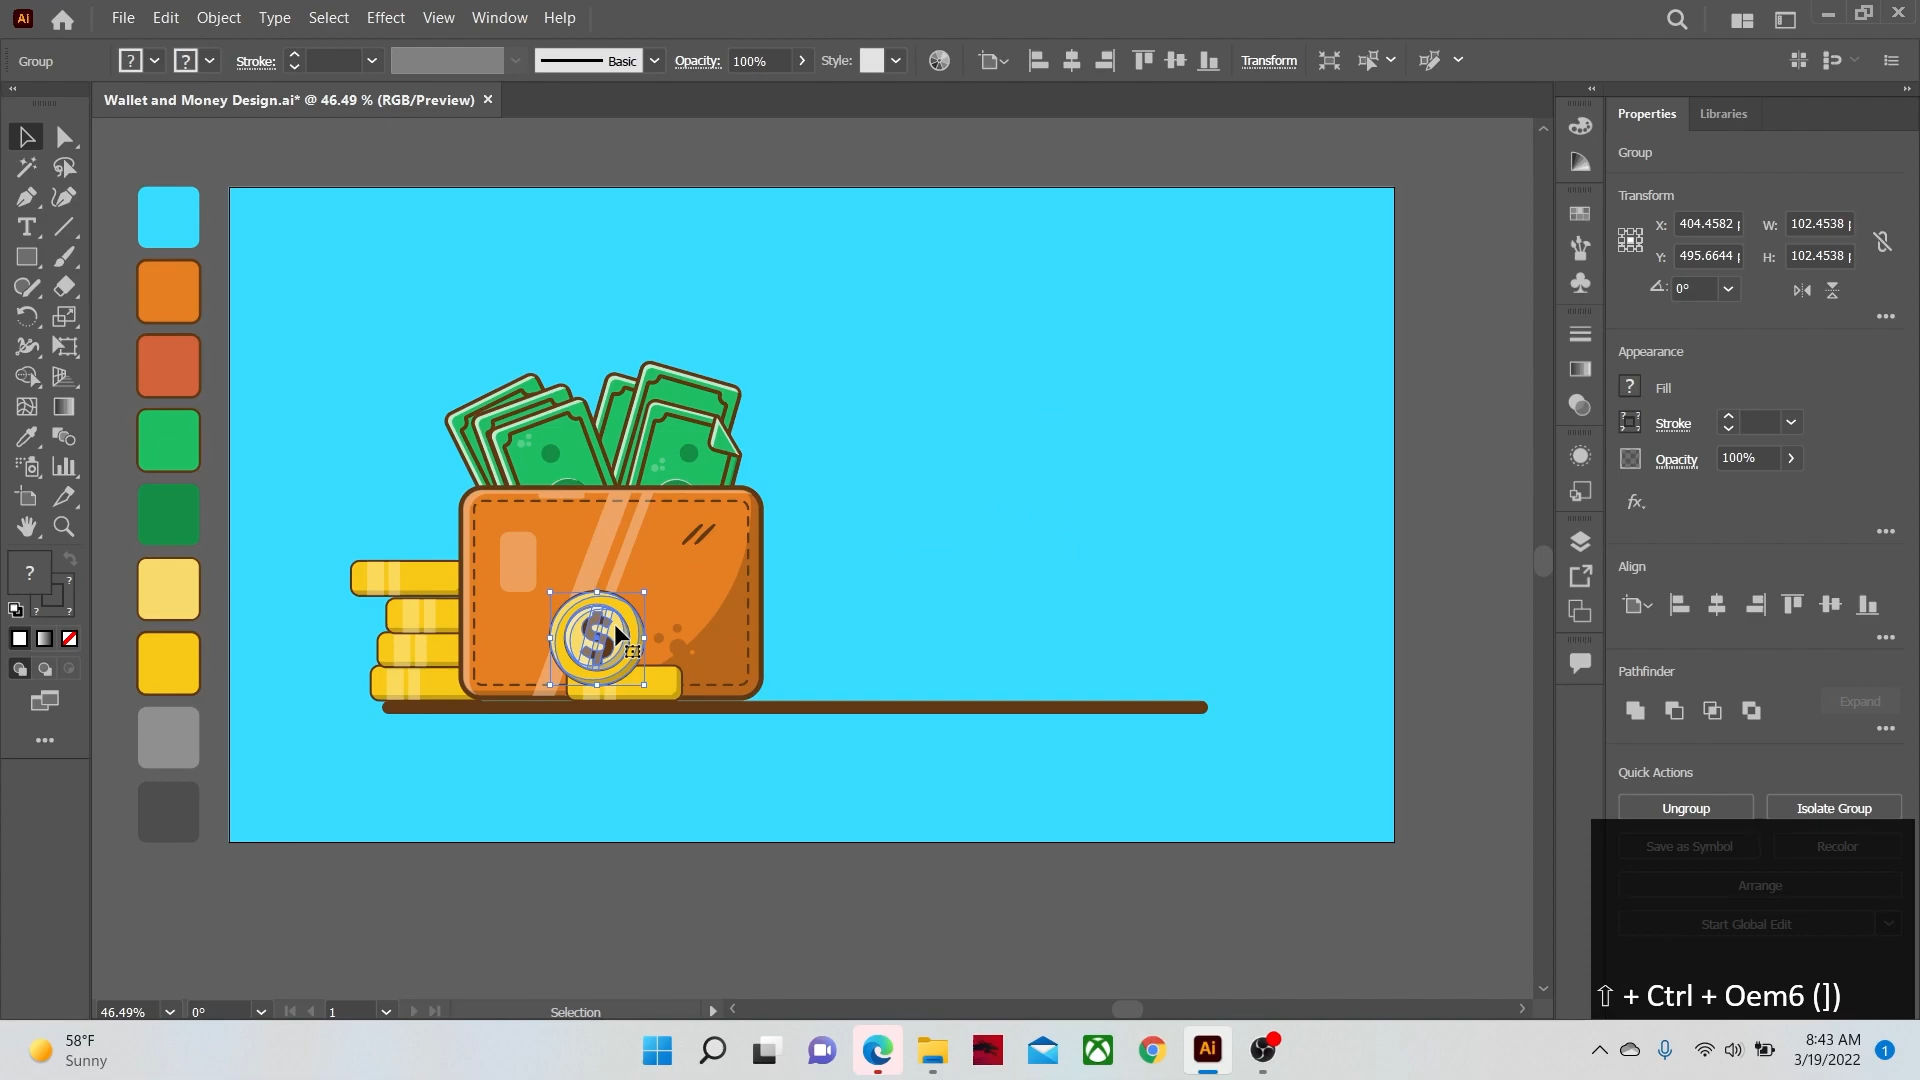 Ai File Edit Object Type Select Effect View Window Help
Group ? ? Stroke: Basic Opacity: 100% Style: Transform
Wallet and Money Design.ai* @ 46.49 % (RGB/Preview) ×
Properties Libraries
Group
Transform
X: 404.4582 p W: 102.4538 p
Y: 495.6644 p H: 102.4538 p
0°
Appearance
? Fill
Stroke
Opacity 100%
fx.
Align
Pathfinder
Expand
Quick Actions
Ungroup Isolate Group
Save as Symbol Recolor
Arrange
Start Global Edit
⇧ + Ctrl + Oem6 (])
T
? ?
? ?
$
46.49% 0° 1 Selection
58°F
Sunny
Ai
8:43 AM
3/19/2022
1